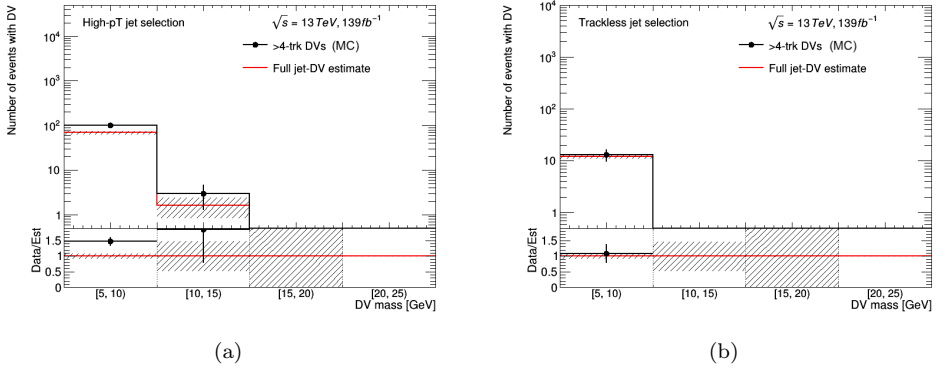 High-pT jet selection
√s = 13 TeV, 139fb⁻¹
>4-trk DVs (MC)
Full jet-DV estimate
Number of events with DV
10⁴
10³
10²
10
1
Data/Est
1.5
1
0.5
0
[5, 10) [10, 15) [15, 20) [20, 25)
DV mass [GeV]
(a)
Trackless jet selection
√s = 13 TeV, 139fb⁻¹
>4-trk DVs (MC)
Full jet-DV estimate
Number of events with DV
10⁴
10³
10²
10
1
Data/Est
1.5
1
0.5
0
[5, 10) [10, 15) [15, 20) [20, 25)
DV mass [GeV]
(b)